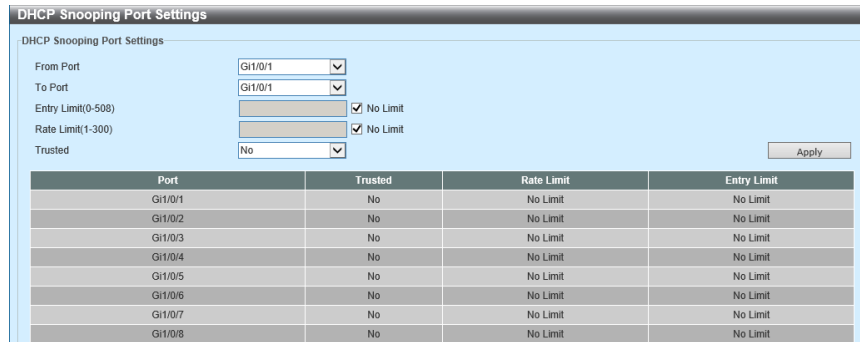 DHCP Snooping Port Settings
DHCP Snooping Port Settings
From Port Gi1/0/1
To Port Gi1/0/1
Entry Limit(0-508) No Limit
Rate Limit(1-300) No Limit
Trusted No Apply
Port Trusted Rate Limit Entry Limit
Gi1/0/1 No No Limit No Limit
Gi1/0/2 No No Limit No Limit
Gi1/0/3 No No Limit No Limit
Gi1/0/4 No No Limit No Limit
Gi1/0/5 No No Limit No Limit
Gi1/0/6 No No Limit No Limit
Gi1/0/7 No No Limit No Limit
Gi1/0/8 No No Limit No Limit